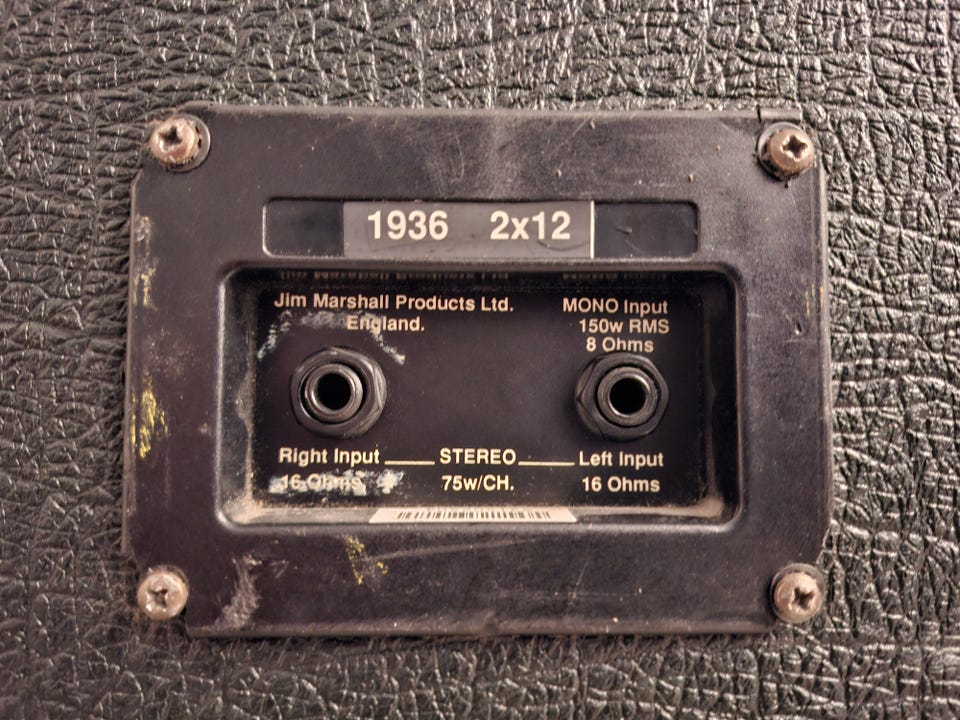 1936 2x12
Jim Marshall Products Ltd.
England.
MONO Input
150w RMS
8 Ohms
Right Input STEREO Left Input
16 Ohms 75w/CH. 16 Ohms